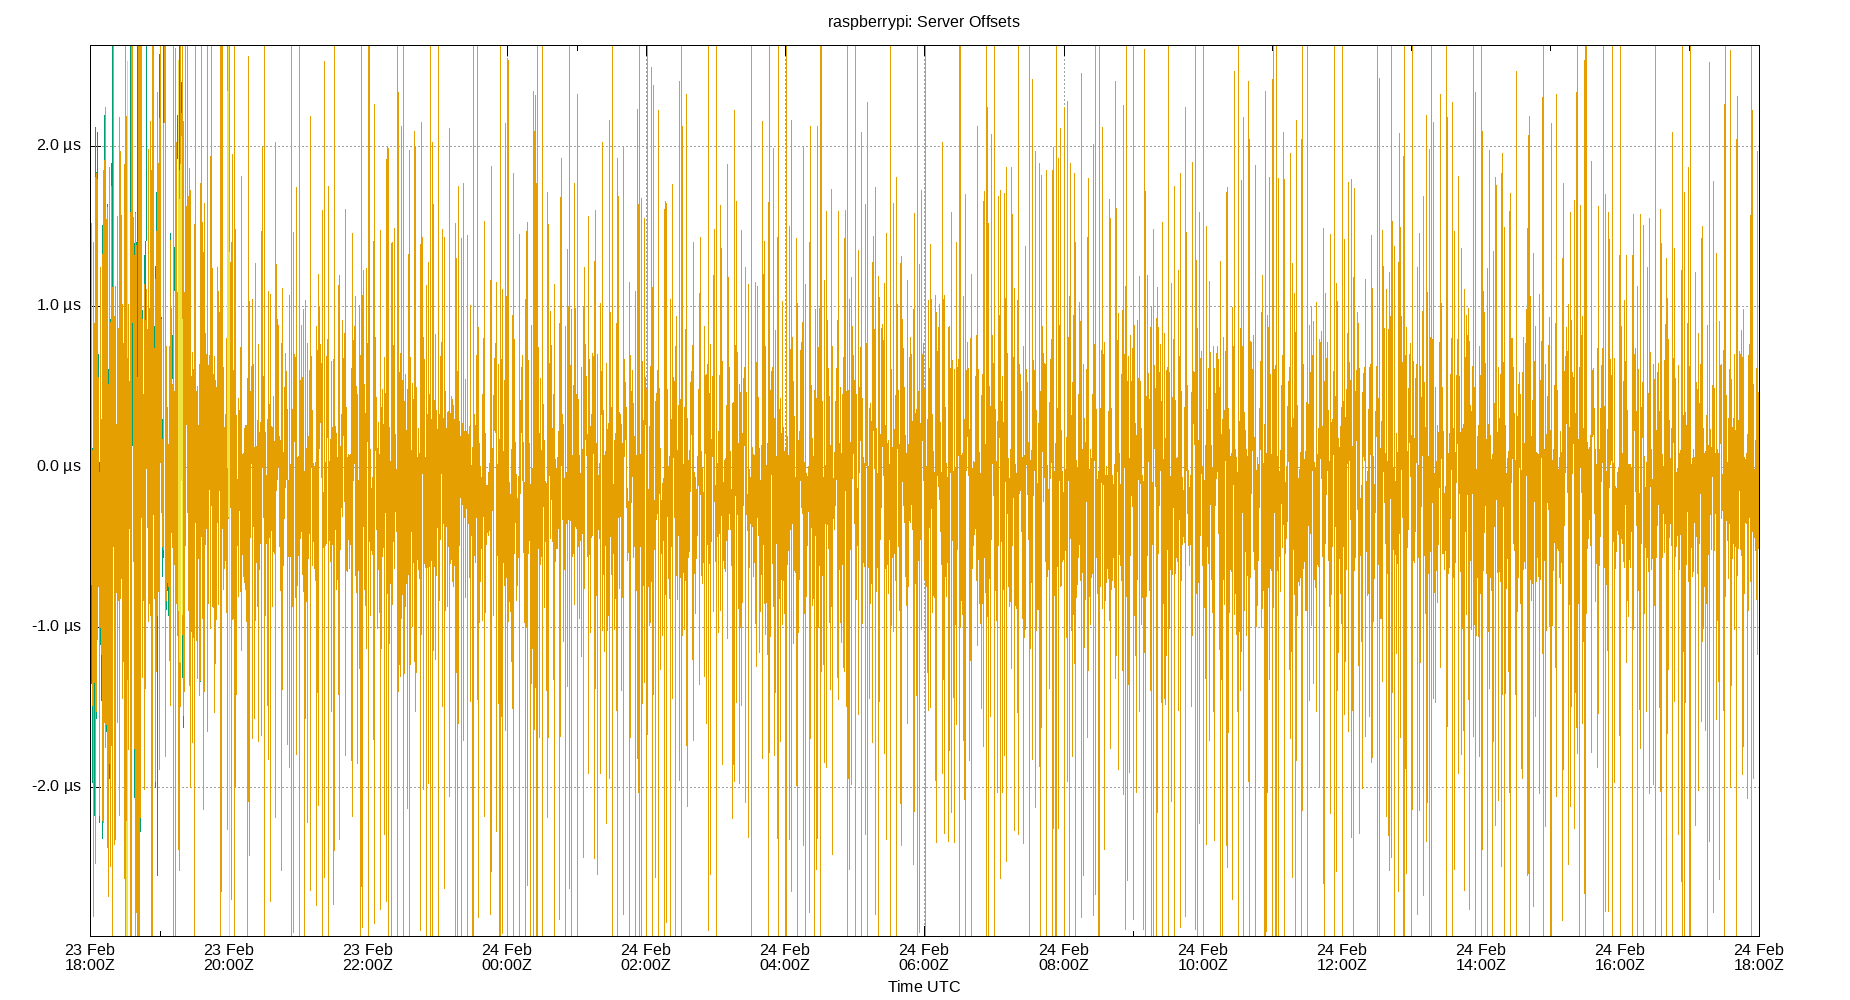 raspberrypi: Server Offsets
2.0 µs
1.0 µs
0.0 µs
-1.0 µs
-2.0 µs
23 Feb 23 Feb 23 Feb 24 Feb 24 Feb 24 Feb 24 Feb 24 Feb 24 Feb 24 Feb 24 Feb 24 Feb 24 Feb
18:00Z 20:00Z 22:00Z 00:00Z 02:00Z 04:00Z 06:00Z 08:00Z 10:00Z 12:00Z 14:00Z 16:00Z 18:00Z
Time UTC